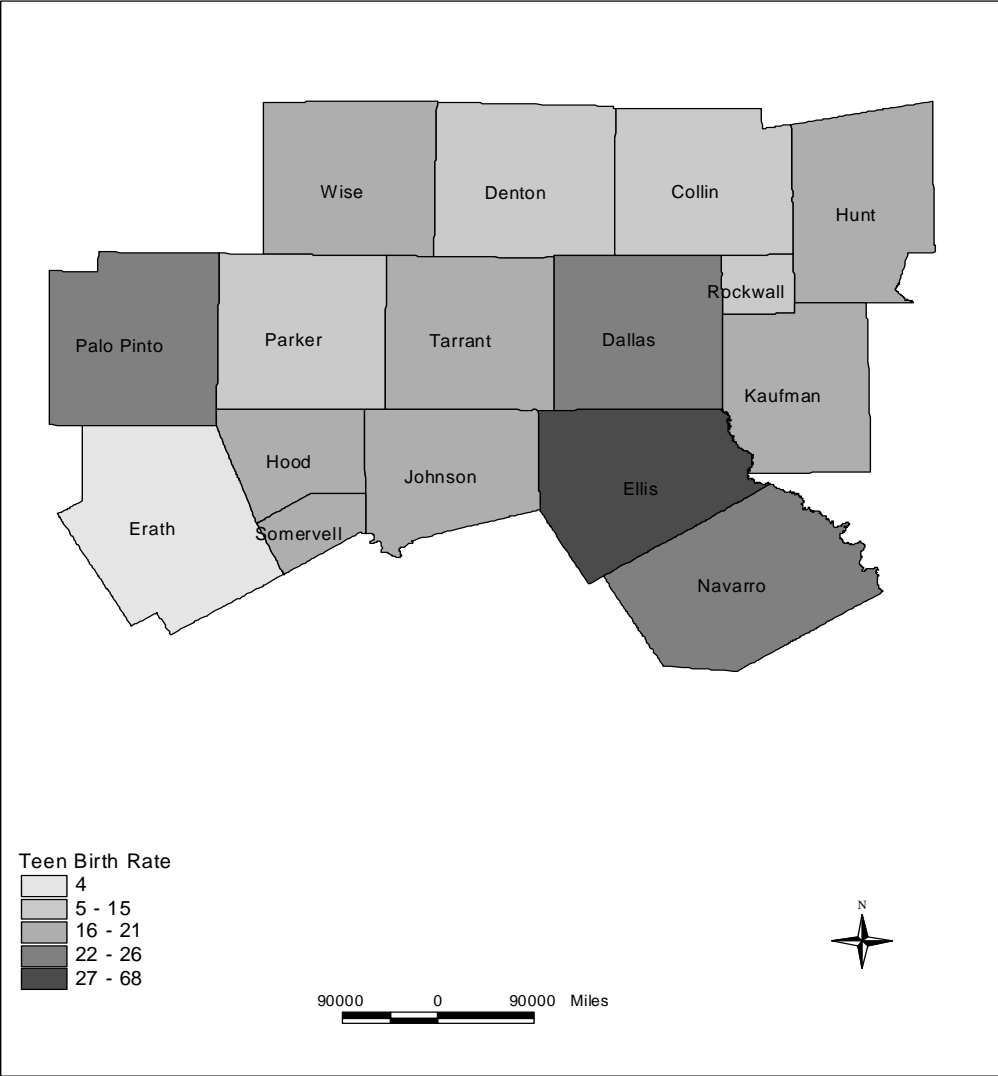 Wise
Denton
Collin
Hunt
Rockwall
Palo Pinto
Parker
Tarrant
Dallas
Kaufman
Hood
Johnson
Ellis
Erath
Somervell
Navarro
Teen Birth Rate
4
5 - 15
16 - 21
22 - 26
27 - 68
N
90000 0 90000 Miles